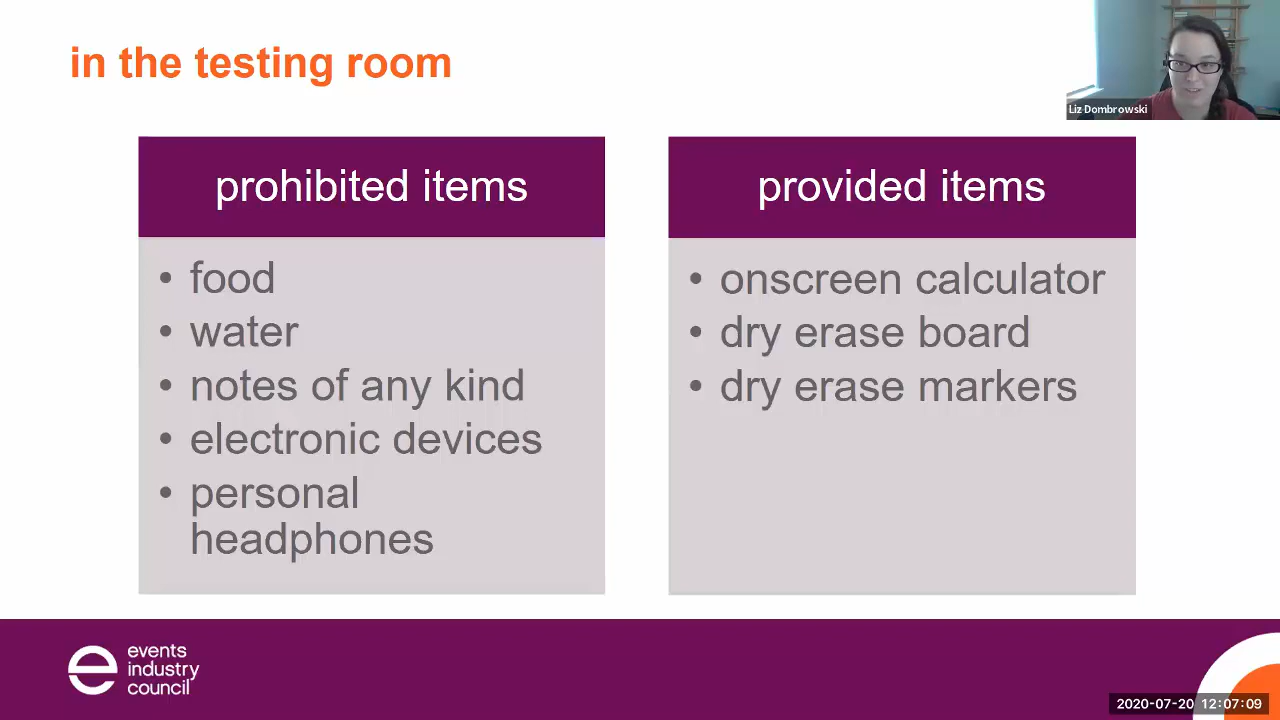 in the testing room
Liz Dombrowski
prohibited items
• food
• water
• notes of any kind
• electronic devices
• personal
headphones
provided items
• onscreen calculator
• dry erase board
• dry erase markers
events
industry
council
2020-07-20 12:07:09